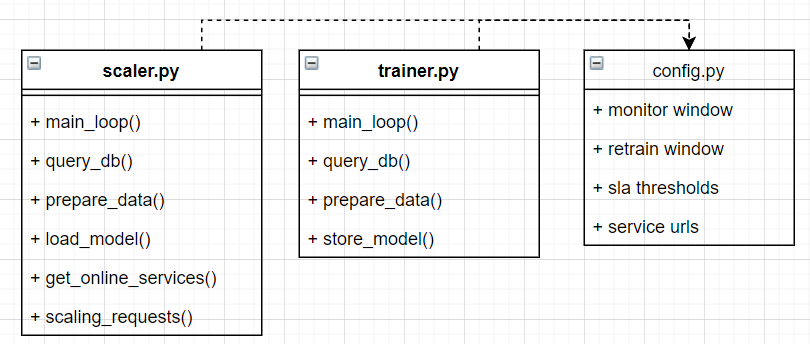 scaler.py
+ main_loop()
+ query_db()
+ prepare_data()
+ load_model()
+ get_online_services()
+ scaling_requests()
trainer.py
+ main_loop()
+ query_db()
+ prepare_data()
+ store_model()
config.py
+ monitor window
+ retrain window
+ sla thresholds
+ service urls